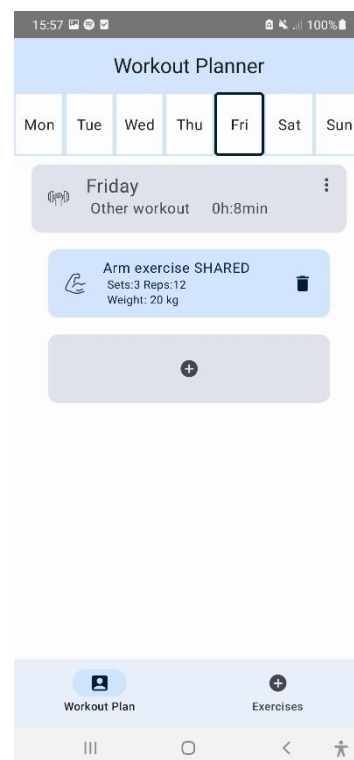 15:57 100%
Workout Planner
Mon Tue Wed Thu Fri Sat Sun
Friday
Other workout 0h:8min
Arm exercise SHARED
Sets:3 Reps:12
Weight: 20 kg
Workout Plan Exercises